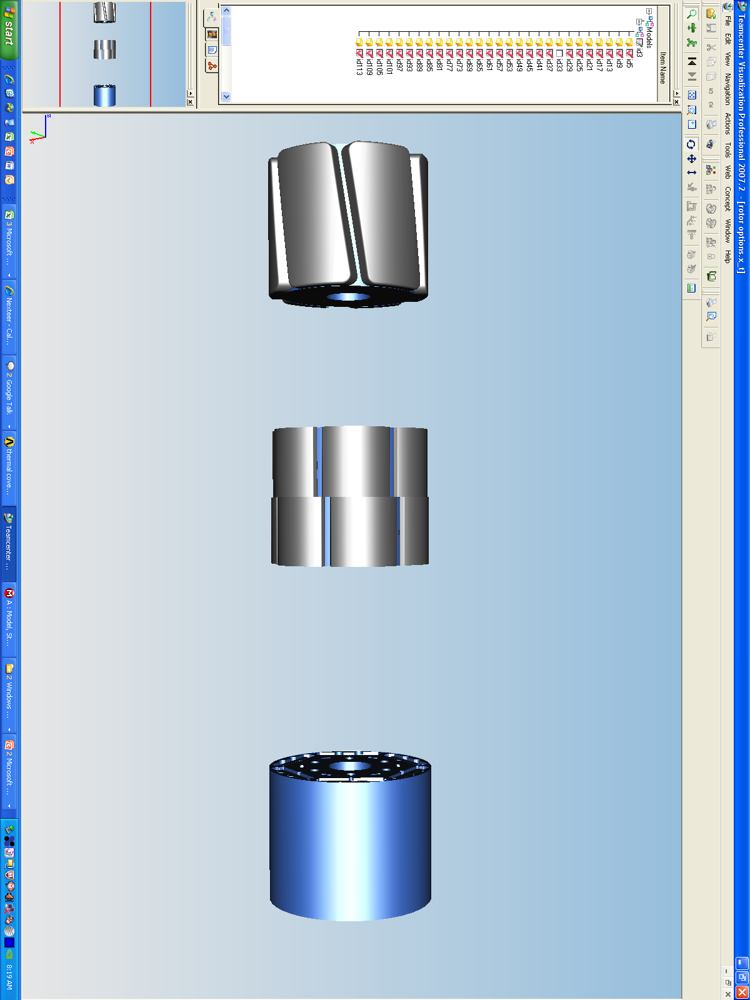 Teamcenter Visualization Professional 2007.2 - [rotor options.x_t]
File Edit View Navigation Actions Tools Web Concept Window Help
Item Name
Models
id3
id5
id9
id13
id17
id21
id25
id29
id33
id37
id41
id45
id49
id53
id57
id61
id65
id69
id73
id77
id81
id85
id89
id93
id97
id101
id105
id109
id113
z
x
start
3 Microsoft ...
Nexteer - Cal...
2 Google Talk
thermal cove...
Teamcenter ...
A : Model, St...
2 Windows ...
2 Microsoft ...
8:19 AM